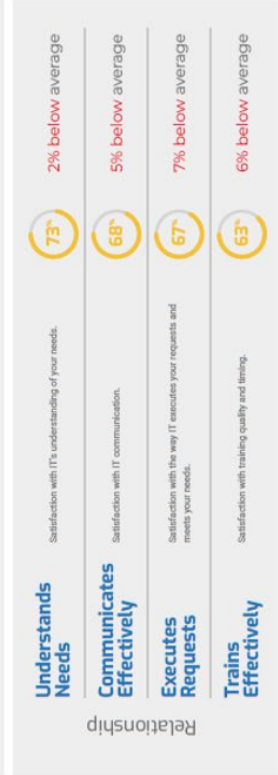 Relationship
Understands
Needs
Satisfaction with IT's understanding of your needs.
73%
2% below average
Communicates
Effectively
Satisfaction with IT communication.
68%
5% below average
Executes
Requests
Satisfaction with the way IT executes your requests and
meets your needs.
67%
7% below average
Trains
Effectively
Satisfaction with training quality and timing.
63%
6% below average